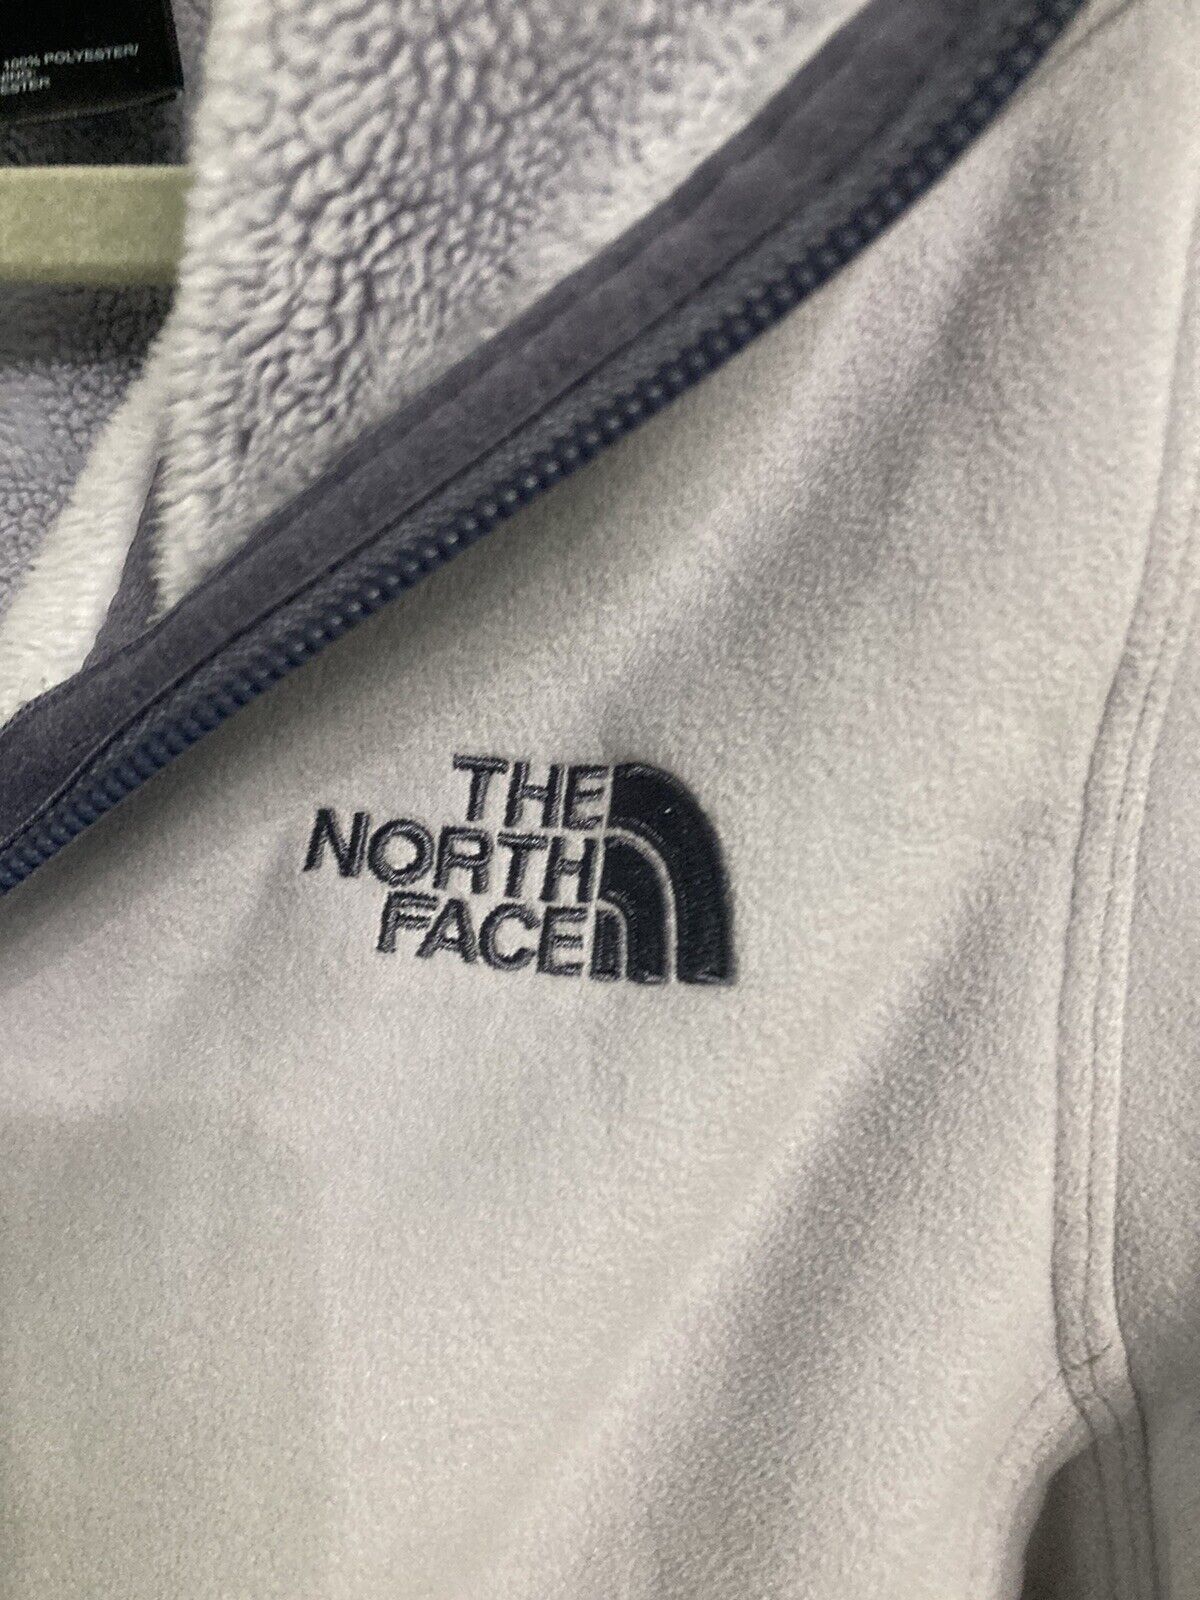 100% POLYESTER/
THE
NORTH
FACE